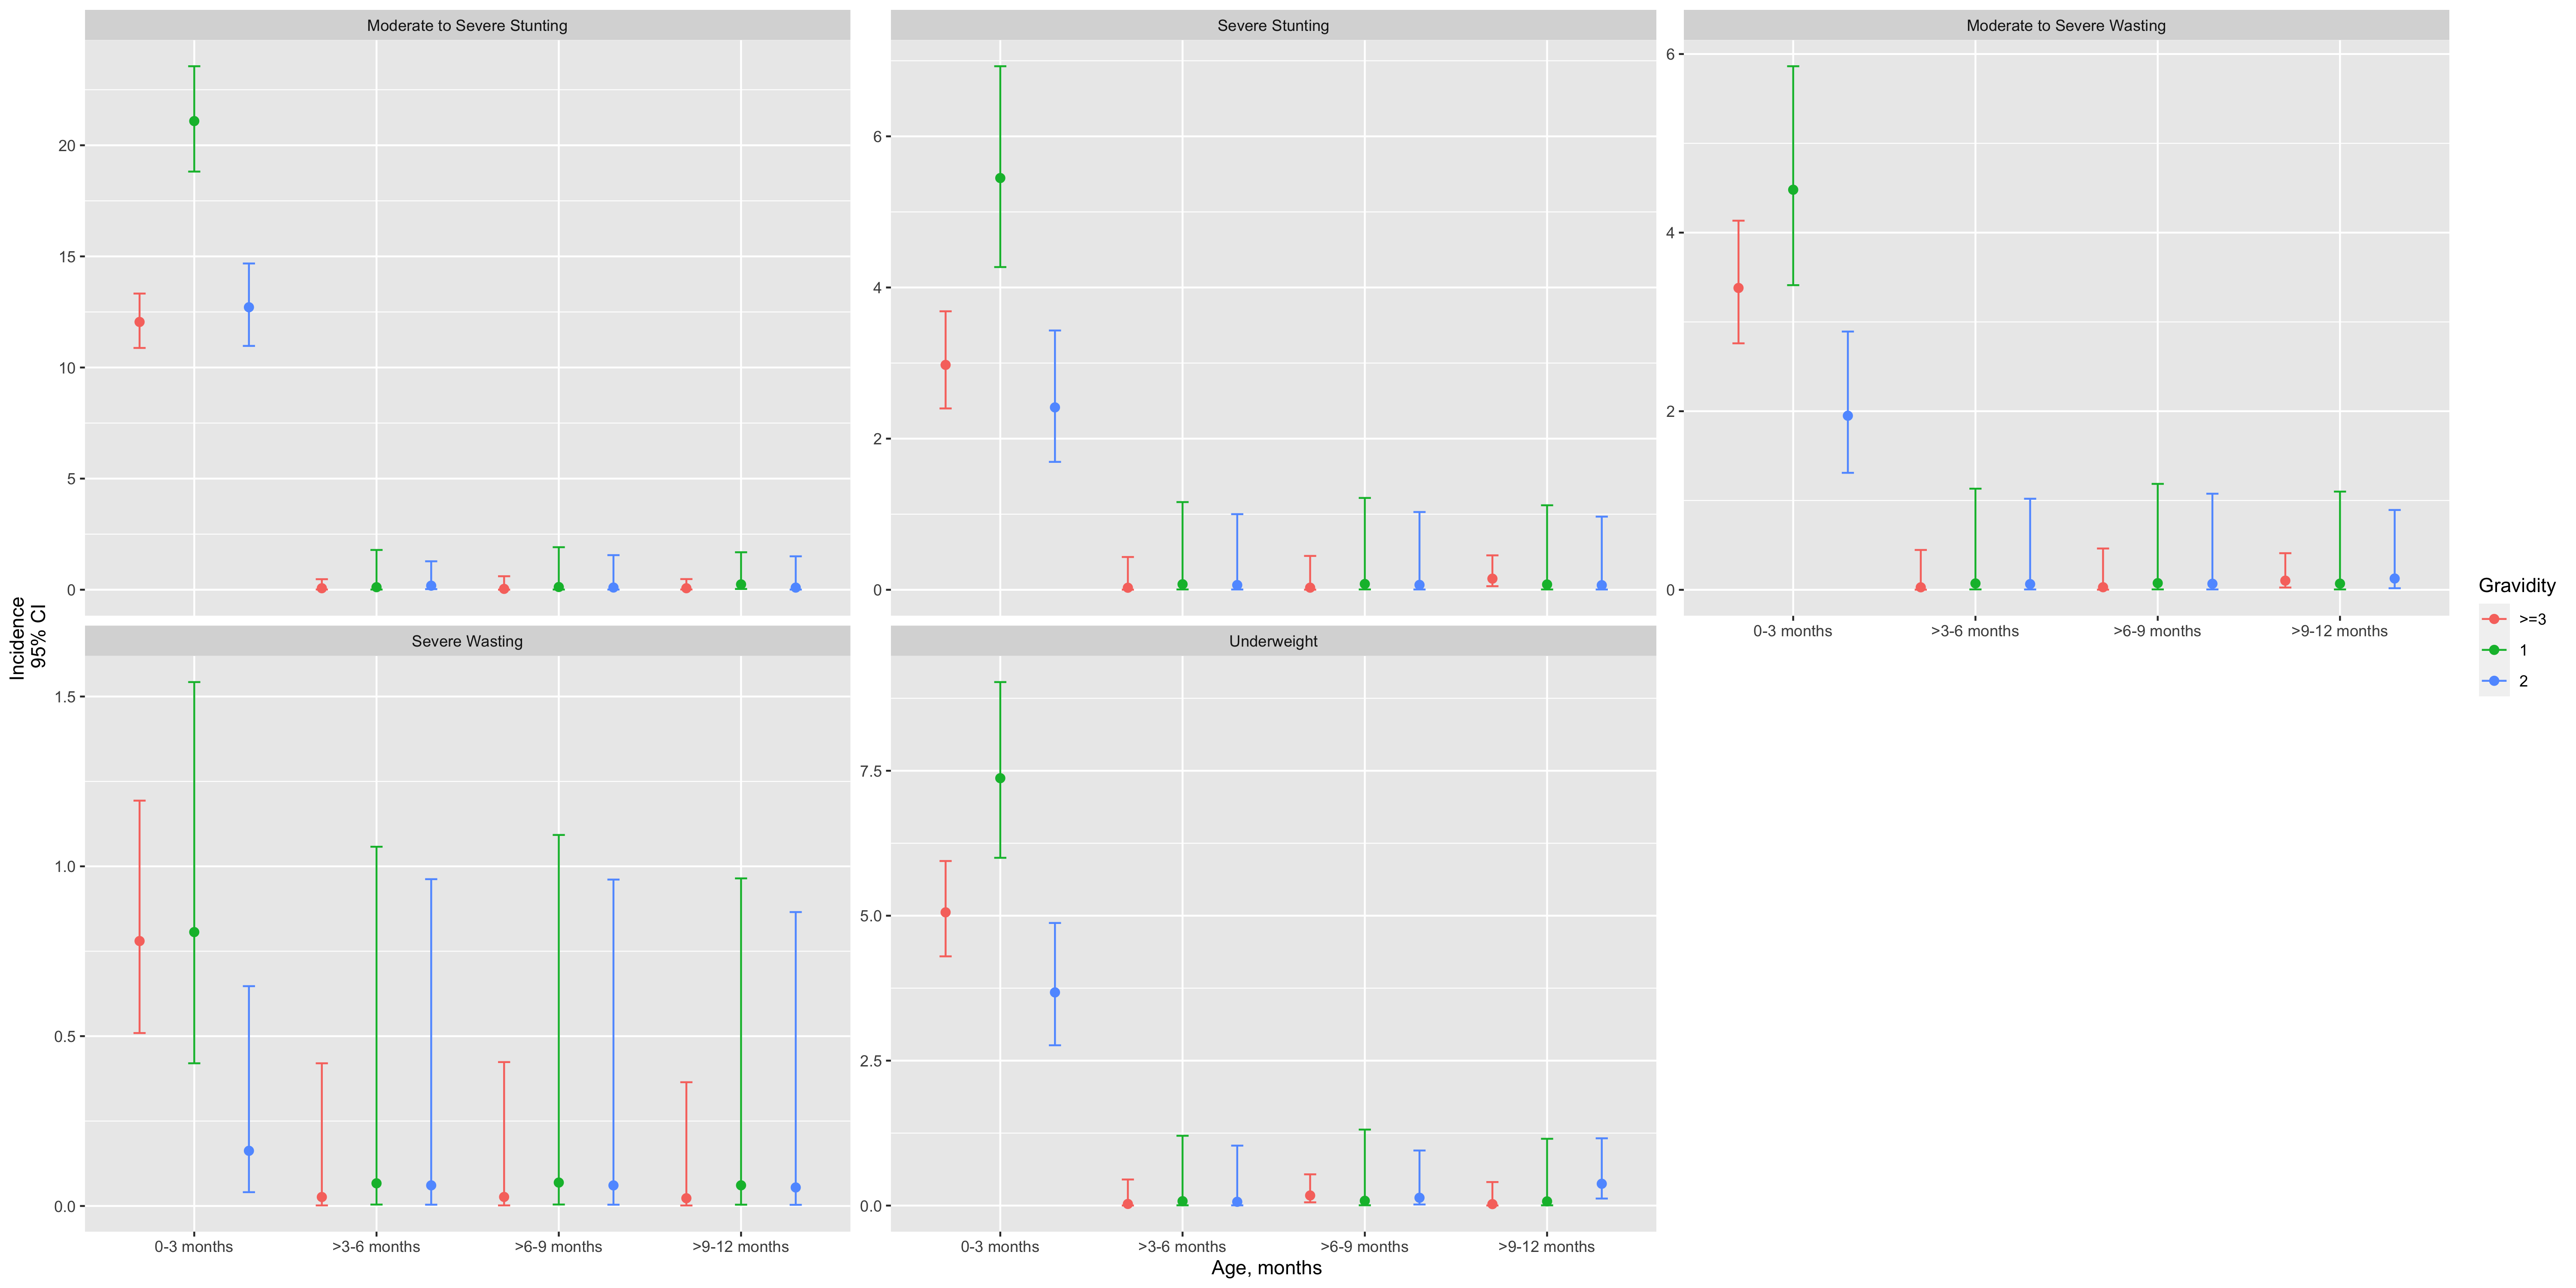 Moderate to Severe Stunting
Severe Stunting
Moderate to Severe Wasting
20
15
10
5
0
6
4
2
0
6
4
2
0
0-3 months
>3-6 months
>6-9 months
>9-12 months
Incidence
95% CI
Severe Wasting
Underweight
1.5
1.0
0.5
0.0
7.5
5.0
2.5
0.0
0-3 months
>3-6 months
>6-9 months
>9-12 months
0-3 months
>3-6 months
>6-9 months
>9-12 months
Age, months
Gravidity
>=3
1
2